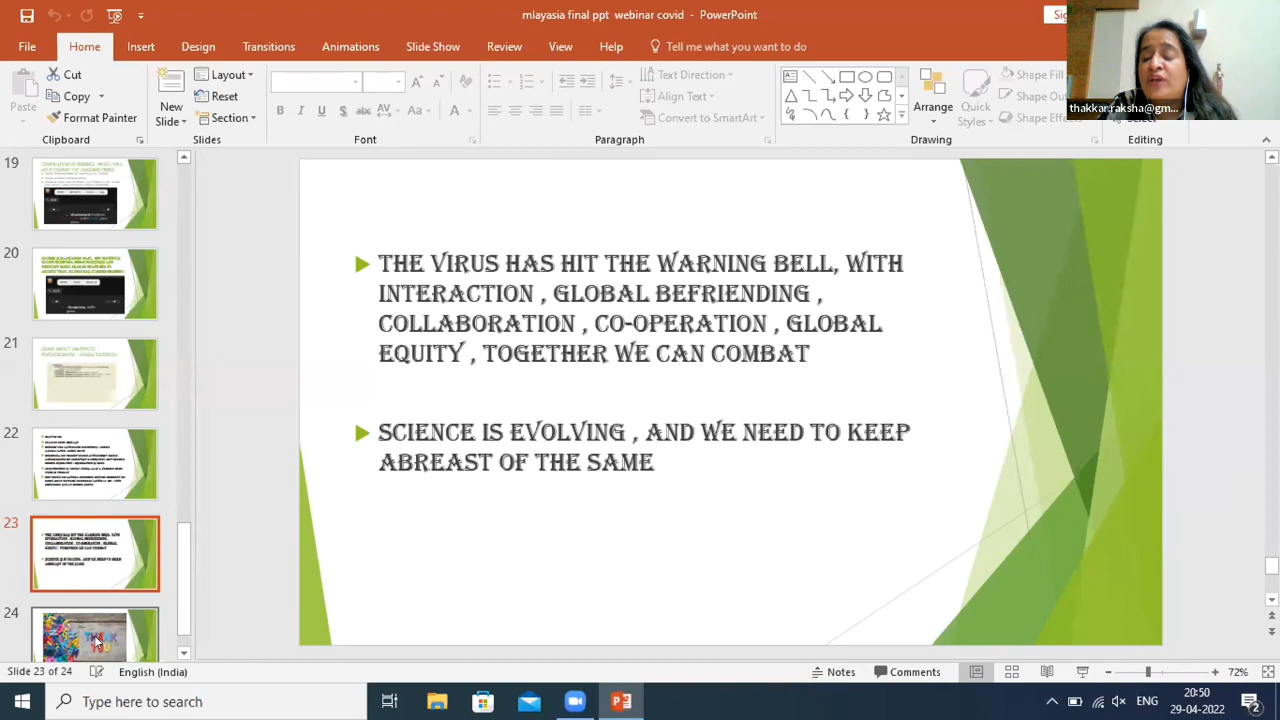 mlayasia final ppt webinar covid - PowerPoint
File Home Insert Design Transitions Animations Slide Show Review View Help Tell me what you want to do
thakkar.raksha@gm...
Paste
Cut
Copy
Format Painter
Clipboard
New Slide
Layout
Reset
Section
Slides
Font
Text Direction
Align Text
Convert to SmartArt
Paragraph
Arrange
Quick Styles
Shape Fill
Shape Effects
Drawing
Editing
19
20
21
22
23
24
THE VIRUS HAS HIT THE WARNING BELL, WITH
INTERACTION , GLOBAL BEFRIENDING ,
COLLABORATION , CO-OPERATION , GLOBAL
EQUITY , TOGETHER WE CAN COMBAT
SCIENCE IS EVOLVING , AND WE NEED TO KEEP
ABREAST OF THE SAME
THANK
YOU
Slide 23 of 24 English (India) Notes Comments 72%
Type here to search
ENG
20:50
29-04-2022
2